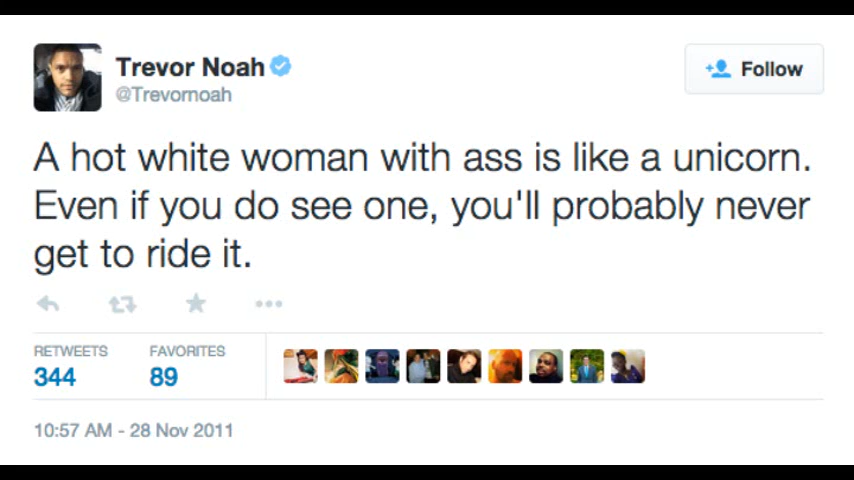 Trevor Noah
Follow
@Trevornoah
A hot white woman with ass is like a unicorn.
Even if you do see one, you'll probably never
get to ride it.
RETWEETS FAVORITES
344 89
10:57 AM - 28 Nov 2011